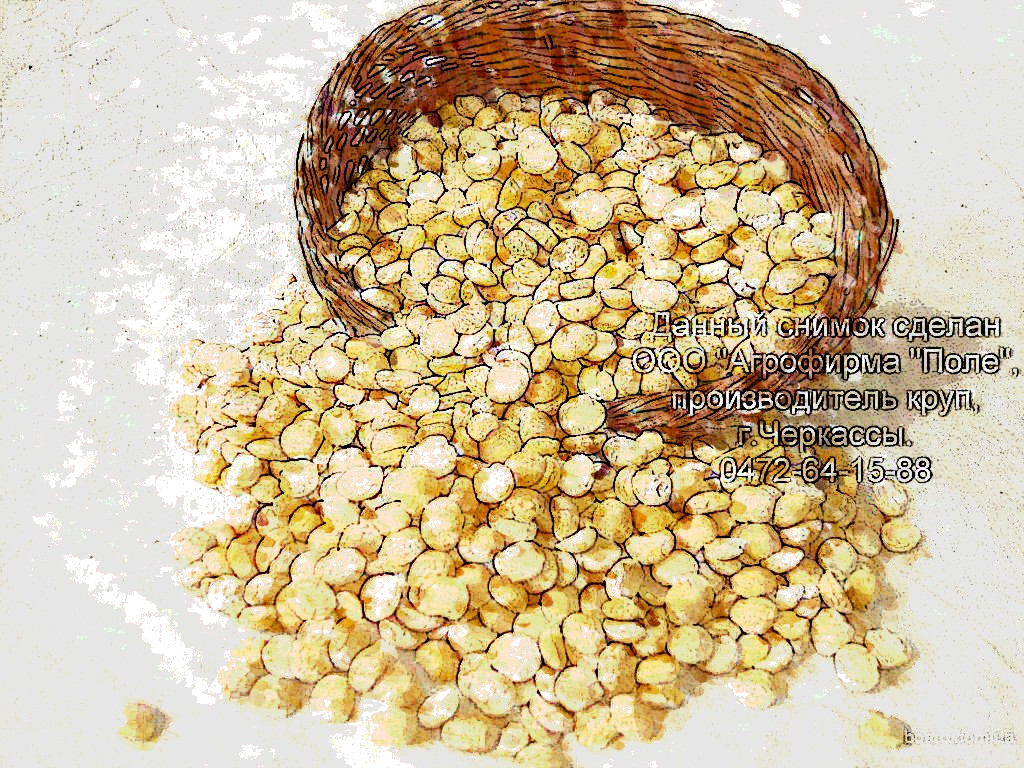 Данный снимок сделан
ООО "Агрофирма "Поле",
производитель круп,
г.Черкассы.
0472-64-15-88